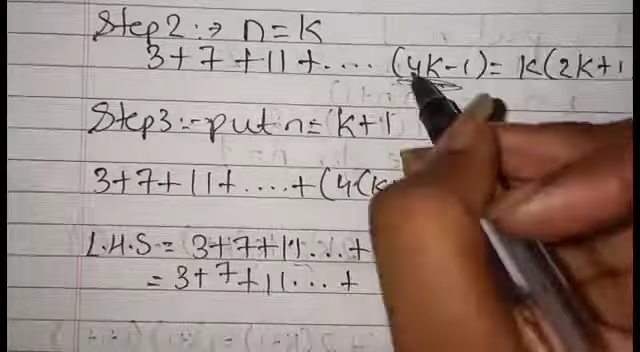 Step2:→ n=k
3+7+11+.... (4k-1)= k(2k+1
Step3:-put n= k+1
3+7+11+....+(4(k+
L.H.S= 3+7+11...+
= 3+7+11...+